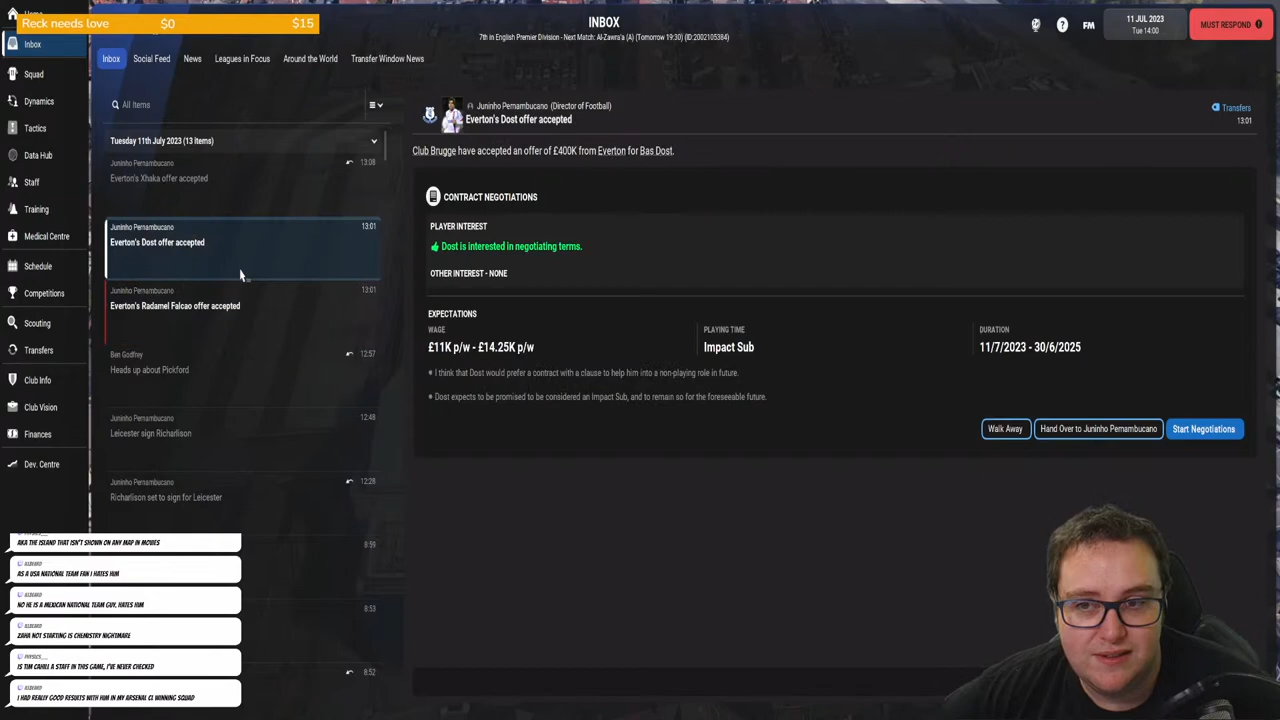 Home
Reck needs love $0 $15
INBOX
7th in English Premier Division - Next Match: Al-Zawra'a (A) (Tomorrow 19:30) (ID:2002105384)
FM
11 JUL 2023
Tue 14:00
MUST RESPOND
Inbox
Squad
Dynamics
Tactics
Data Hub
Staff
Training
Medical Centre
Schedule
Competitions
Scouting
Transfers
Club Info
Club Vision
Finances
Dev. Centre
Inbox Social Feed News Leagues in Focus Around the World Transfer Window News
All Items
Tuesday 11th July 2023 (13 items)
Juninho Pernambucano 13:08
Everton's Xhaka offer accepted
Juninho Pernambucano 13:01
Everton's Dost offer accepted
Juninho Pernambucano 13:01
Everton's Radamel Falcao offer accepted
Ben Godfrey 12:57
Heads up about Pickford
Juninho Pernambucano 12:48
Leicester sign Richarlison
Juninho Pernambucano 12:28
Richarlison set to sign for Leicester
8:59
8:53
8:52
Juninho Pernambucano (Director of Football)
Everton's Dost offer accepted
Transfers
13:01
Club Brugge have accepted an offer of £400K from Everton for Bas Dost.
CONTRACT NEGOTIATIONS
PLAYER INTEREST
Dost is interested in negotiating terms.
OTHER INTEREST - NONE
EXPECTATIONS
WAGE PLAYING TIME DURATION
£11K p/w - £14.25K p/w Impact Sub 11/7/2023 - 30/6/2025
I think that Dost would prefer a contract with a clause to help him into a non-playing role in future.
Dost expects to be promised to be considered an Impact Sub, and to remain so for the foreseeable future.
Walk Away Hand Over to Juninho Pernambucano Start Negotiations
AKA THE ISLAND THAT ISN'T SHOWN ON ANY MAP IN MOVIES
AS A USA NATIONAL TEAM FAN I HATES HIM
NO HE IS A MEXICAN NATIONAL TEAM GUY, HATES HIM
ZAHA NOT STARTING IS CHEMISTRY NIGHTMARE
IS TIM CAHILL A STAFF IN THIS GAME, I'VE NEVER CHECKED
I HAD REALLY GOOD RESULTS WITH HIM IN MY ARSENAL CL WINNING SQUAD